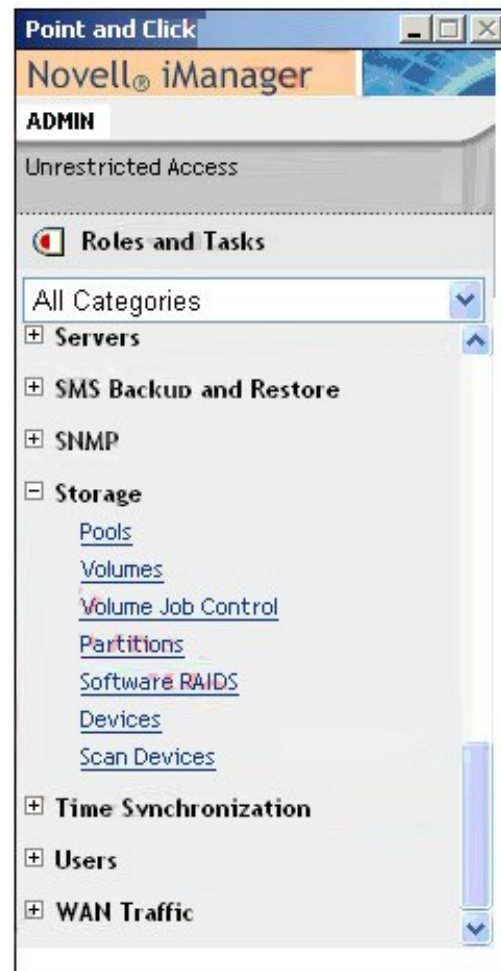 Point and Click
Novell® iManager
ADMIN
Unrestricted Access
Roles and Tasks
All Categories
Servers
SMS Backup and Restore
SNMP
Storage
Pools
Volumes
Volume Job Control
Partitions
Software RAIDS
Devices
Scan Devices
Time Synchronization
Users
WAN Traffic